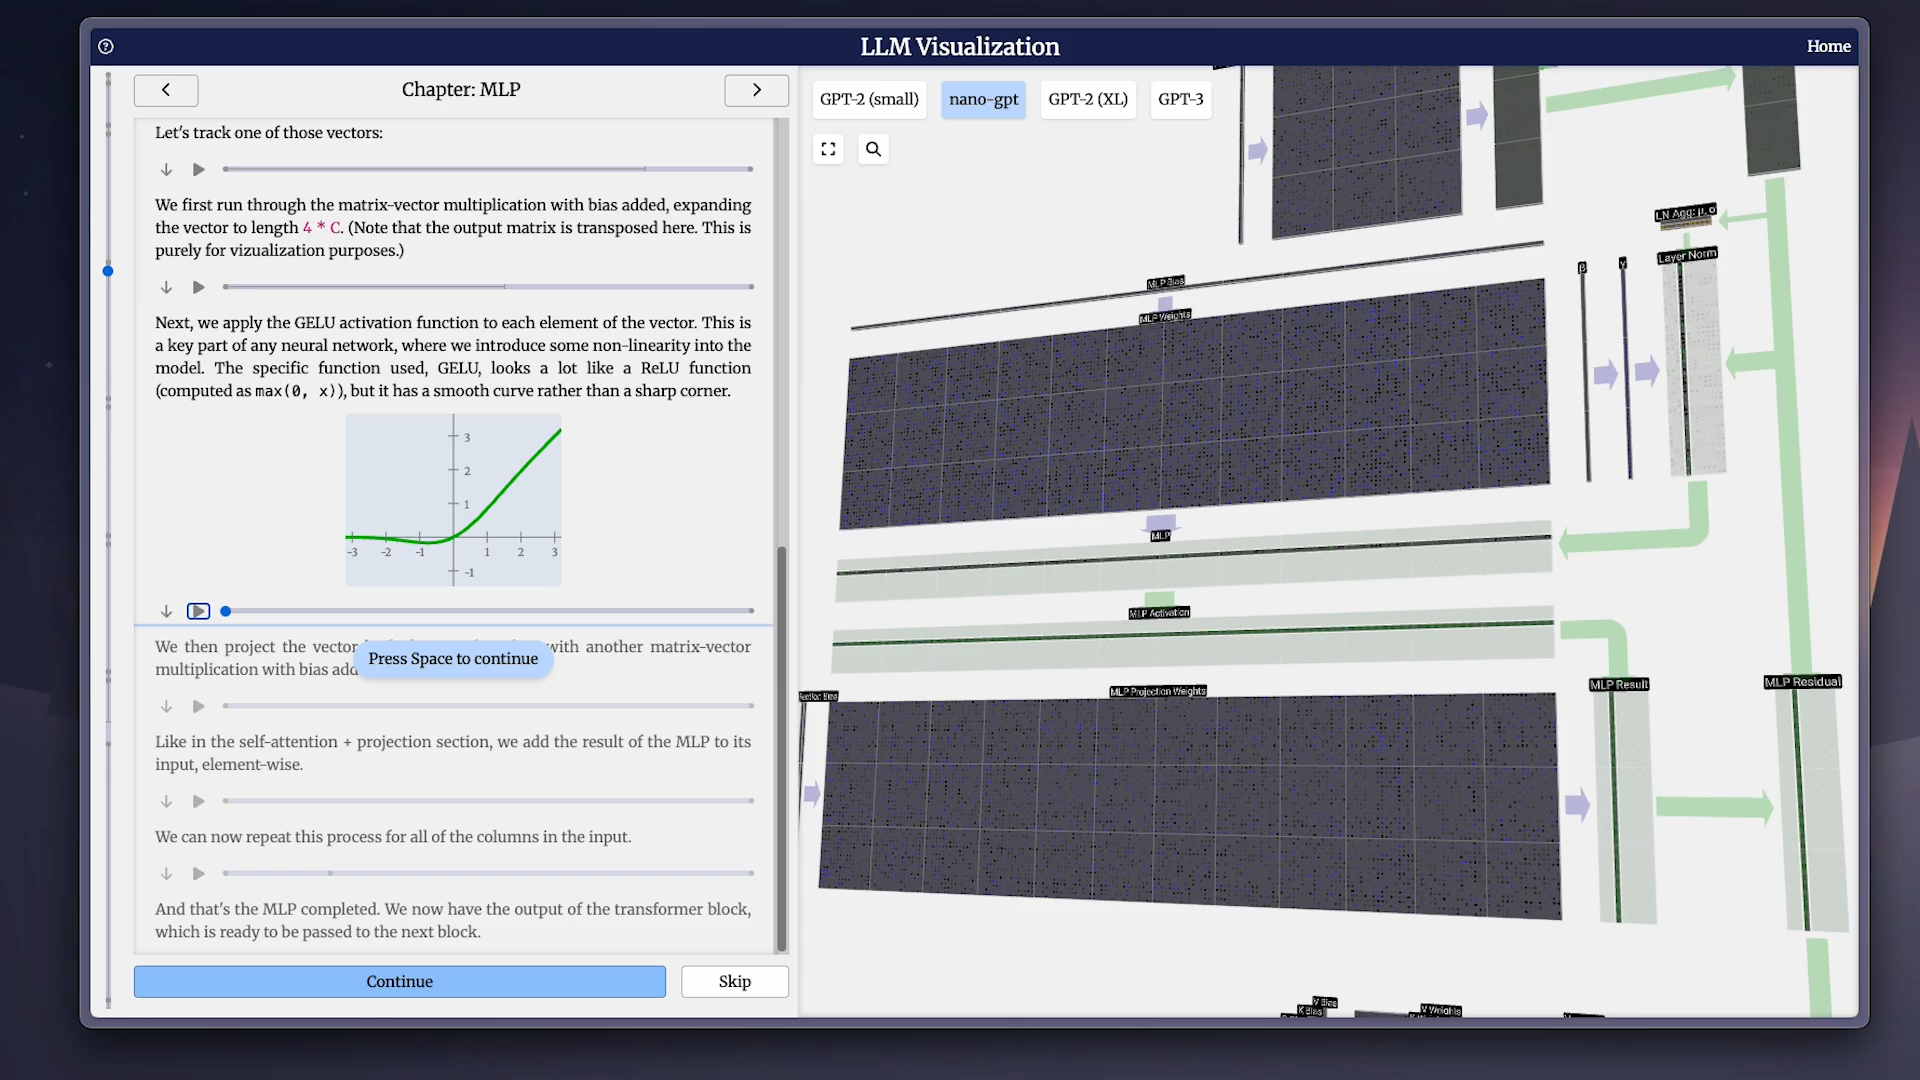 LLM Visualization
Home
Chapter: MLP
Let's track one of those vectors:
We first run through the matrix-vector multiplication with bias added, expanding
the vector to length 4 * C. (Note that the output matrix is transposed here. This is
purely for vizualization purposes.)
Next, we apply the GELU activation function to each element of the vector. This is
a key part of any neural network, where we introduce some non-linearity into the
model. The specific function used, GELU, looks a lot like a ReLU function
(computed as max(0, x)), but it has a smooth curve rather than a sharp corner.
3
2
1
-3 -2 -1 1 2 3
-1
We then project the vector with another matrix-vector
multiplication with bias
Press Space to continue
Like in the self-attention + projection section, we add the result of the MLP to its
input, element-wise.
We can now repeat this process for all of the columns in the input.
And that's the MLP completed. We now have the output of the transformer block,
which is ready to be passed to the next block.
Continue
Skip
GPT-2 (small)
nano-gpt
GPT-2 (XL)
GPT-3
LN Agg: μ, σ
Layer Norm
β
γ
MLP Bias
MLP Weights
MLP
MLP Activation
Bias
MLP Projection Weights
MLP Result
MLP Residual
V Bias
K Bias
V Weights